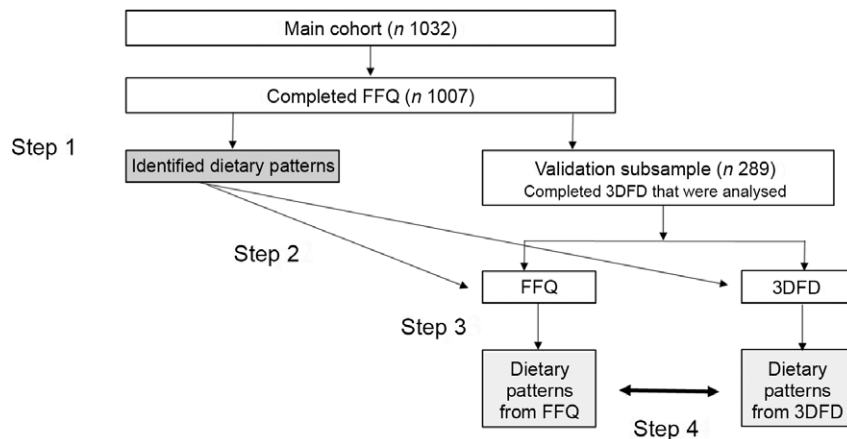 Main cohort (n 1032)
Completed FFQ (n 1007)
Step 1
Identified dietary patterns
Validation subsample (n 289)
Completed 3DFD that were analysed
Step 2
FFQ
3DFD
Step 3
Dietary
patterns
from FFQ
Dietary
patterns
from 3DFD
Step 4